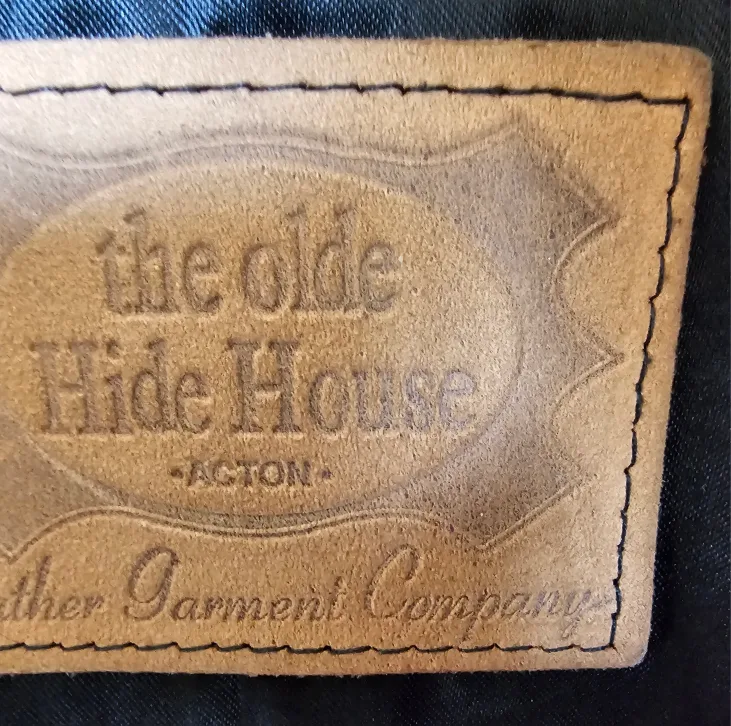 the olde
Hide House
•ACTON•
ather Garment Company